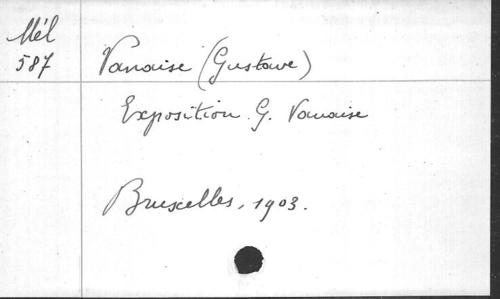 Mél
587
Vanaise (Gustave)
Exposition G. Vanaise
Bruxelles, 1903.